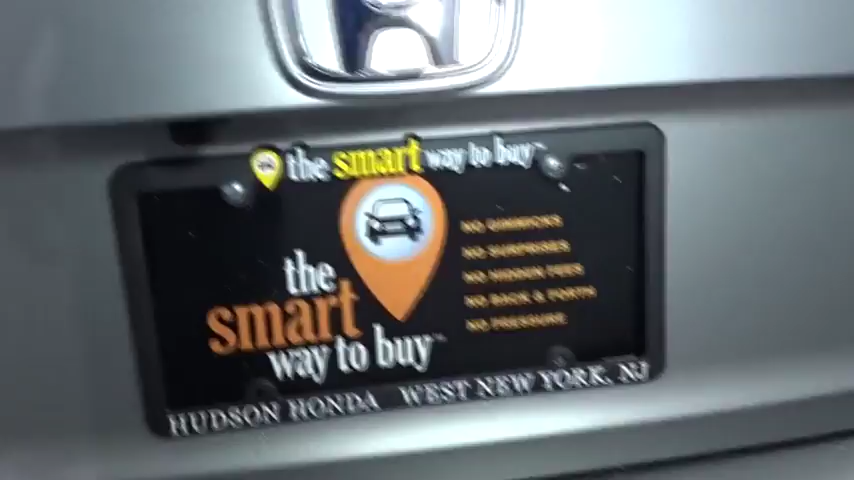 the smart way to buy™
the
smart
way to buy™
NO GIMMICKS
NO SURPRISES
NO HIDDEN FEES
NO BACK & FORTH
NO PRESSURE
HUDSON HONDA WEST NEW YORK, NJ